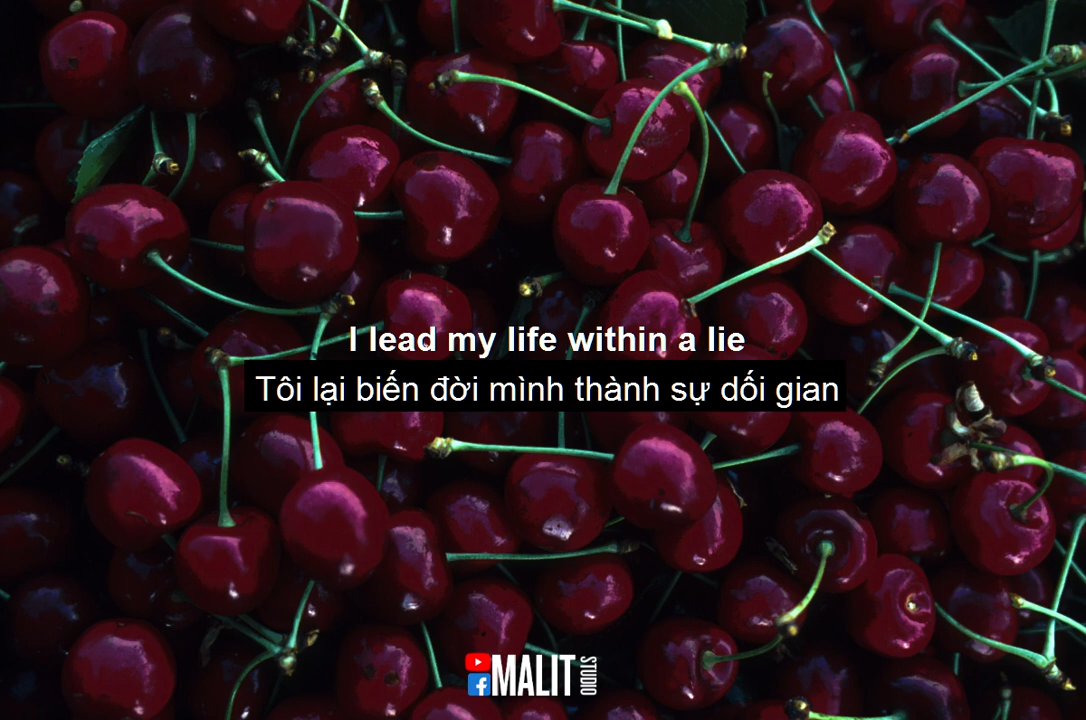 I lead my life within a lie
Tôi lại biến đời mình thành sự dối gian
MALIT STUDIO